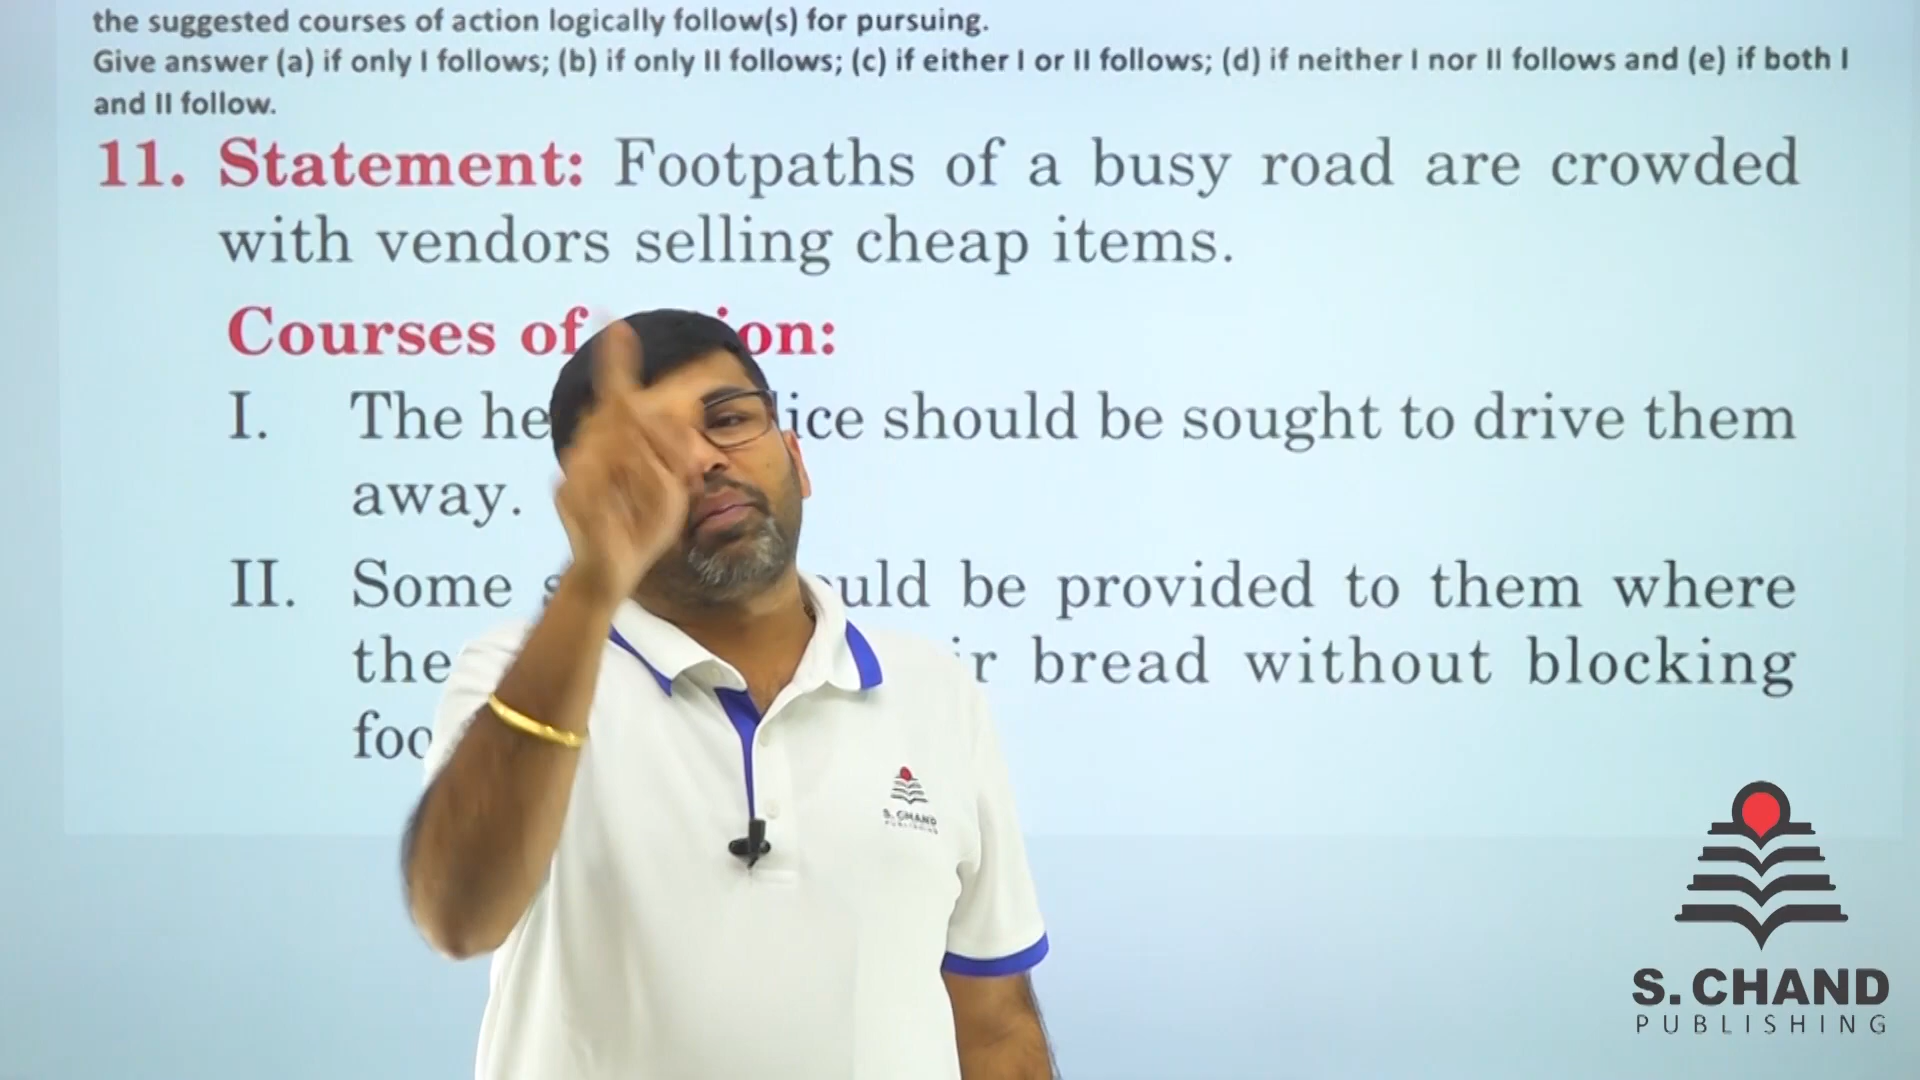 the suggested courses of action logically follow(s) for pursuing.
Give answer (a) if only I follows; (b) if only II follows; (c) if either I or II follows; (d) if neither I nor II follows and (e) if both I
and II follow.
11. Statement: Footpaths of a busy road are crowded
with vendors selling cheap items.
Courses of
I. The should be sought to drive them
away.
II. Some be provided to them where
bread without blocking
S. CHAND
PUBLISHING
S. CHAND
PUBLISHING